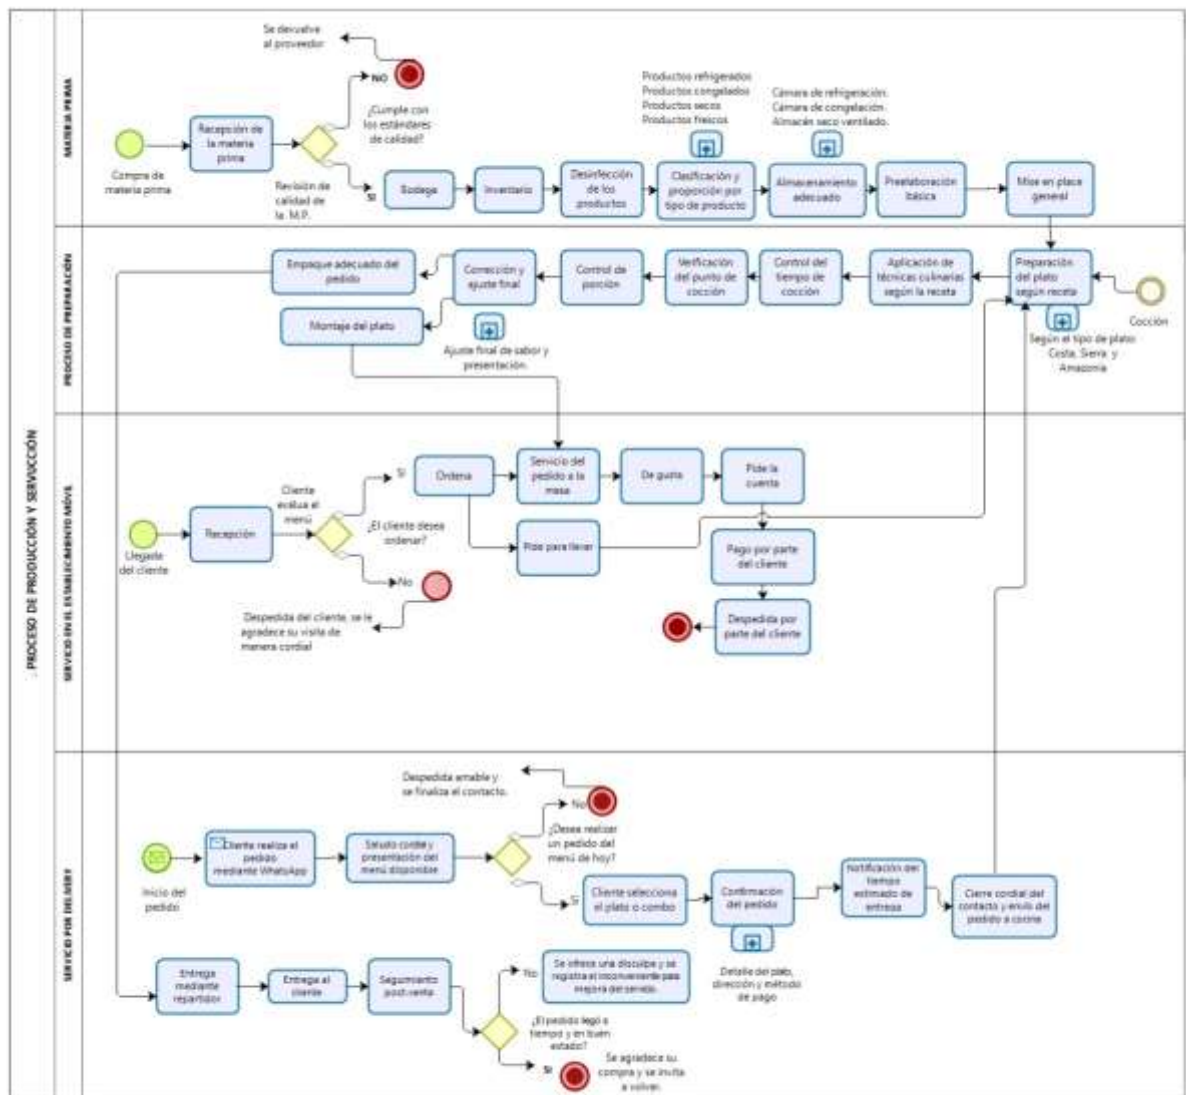 PROCESO DE PRODUCCIÓN Y SERVUCCIÓN
MATERIA PRIMA
Se devuelve
al proveedor
NO
¿Cumple con
los estándares
de calidad?
Compra de
materia prima
Recepción de
la materia
prima
Revisión de
calidad de
la M.P.
SI
Bodega
Inventario
Desinfección
de los
productos
Productos refrigerados
Productos congelados
Productos secos
Productos frescos
Clasificación y
proporción por
tipo de producto
Cámara de refrigeración.
Cámara de congelación.
Almacén seco ventilado.
Almacenamiento
adecuado
Preelaboración
básica
Mise en place
general
PROCESO DE PREPARACIÓN
Empaque adecuado del
pedido
Montaje del plato
Corrección y
ajuste final
Ajuste final de sabor y
presentación.
Control de
porción
Verificación
del punto de
cocción
Control del
tiempo de
cocción
Aplicación de
técnicas culinarias
según la receta
Preparación
del plato
según receta
Cocción
Según el tipo de plato:
Costa, Sierra y
Amazonia
SERVICIO EN EL ESTABLECIMIENTO MÓVIL
Llegada
del cliente
Recepción
Cliente
evalua el
menú
¿El cliente desea
ordenar?
SI
No
Despedida del cliente, se le
agradece su visita de
manera cordial
Ordena
Servicio del
pedido a la
mesa
De gusta
Pide la
cuenta
Pide para llevar
Pago por parte
del cliente
Despedida por
parte del cliente
SERVICIO POR DELIVERY
Inicio del
pedido
Cliente realiza el
pedido
mediante WhatsApp
Saludo cordial y
presentación del
menú disponible
Despedida amable y
se finaliza el contacto.
No
¿Desea realizar
un pedido del
menú de hoy?
Si
Cliente selecciona
el plato o combo
Confirmación
del pedido
Detalle del plato,
dirección y método
de pago
Notificación del
tiempo
estimado de
entrega
Cierre cordial del
contacto y envío del
pedido a cocina
Entrega
mediante
repartidor
Entrega al
cliente
Seguimiento
post-venta
No
Se ofrece una disculpa y se
registra el inconveniente para
mejora del servicio.
¿El pedido llegó a
tiempo y en buen
estado?
Si
Se agradece su
compra y se invita
a volver.